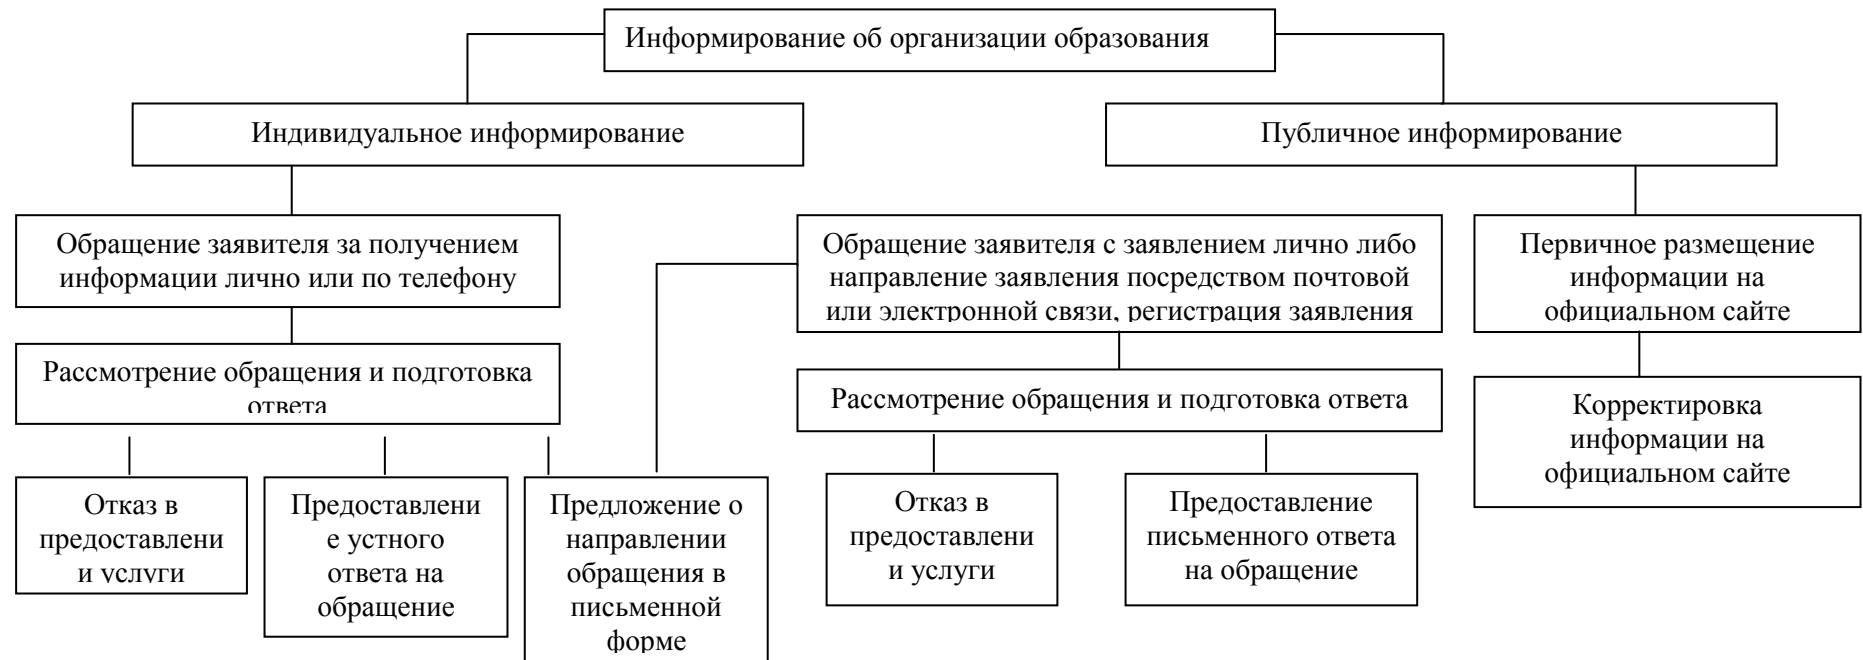 Информирование об организации образования
Индивидуальное информирование
Публичное информирование
Обращение заявителя за получением
информации лично или по телефону
Обращение заявителя с заявлением лично либо
направление заявления посредством почтовой
или электронной связи, регистрация заявления
Первичное размещение
информации на
официальном сайте
Рассмотрение обращения и подготовка
ответа
Рассмотрение обращения и подготовка ответа
Корректировка
информации на
официальном сайте
Отказ в
предоставлени
и услуги
Предоставлени
е устного
ответа на
обращение
Предложение о
направлении
обращения в
письменной
форме
Отказ в
предоставлени
и услуги
Предоставление
письменного ответа
на обращение